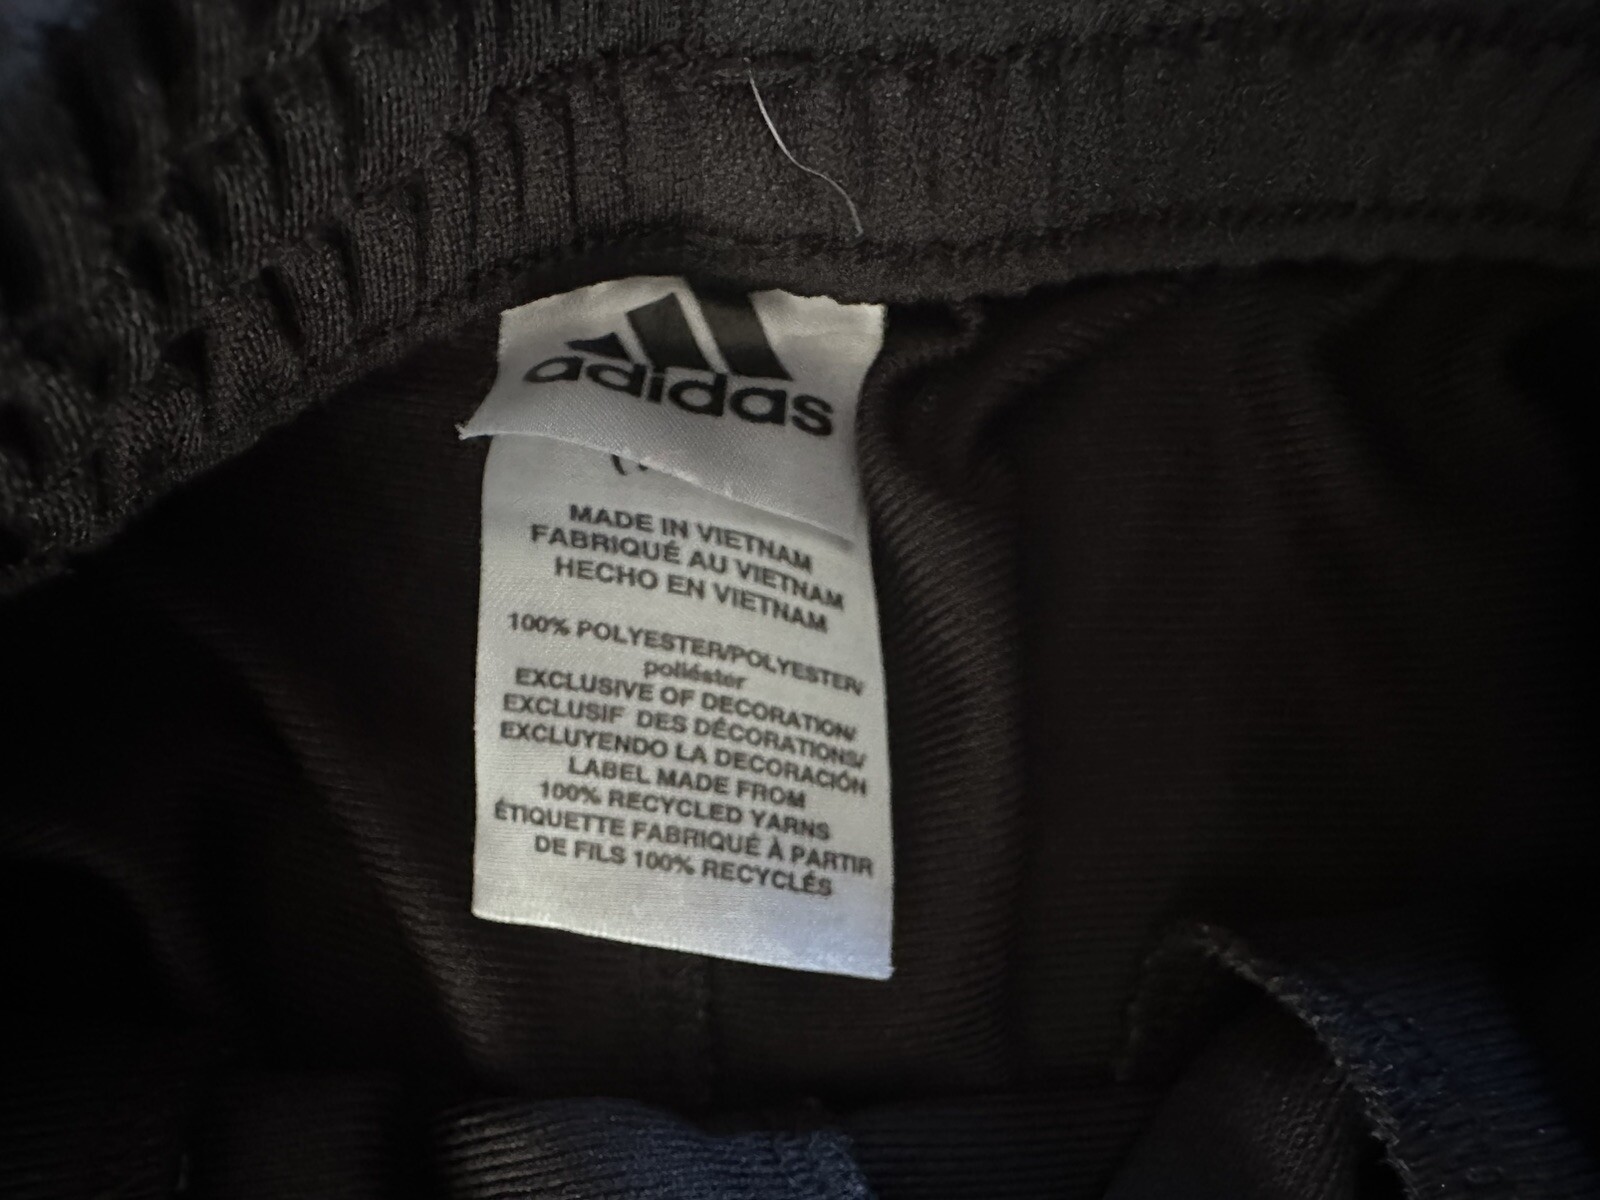 adidas
MADE IN VIETNAM
FABRIQUÉ AU VIETNAM
HECHO EN VIETNAM
100% POLYESTER/POLYESTER/
poliéster
EXCLUSIVE OF DECORATION/
EXCLUSIF DES DÉCORATIONS/
EXCLUYENDO LA DECORACIÓN
LABEL MADE FROM
100% RECYCLED YARNS
ÉTIQUETTE FABRIQUÉ À PARTIR
DE FILS 100% RECYCLÉS